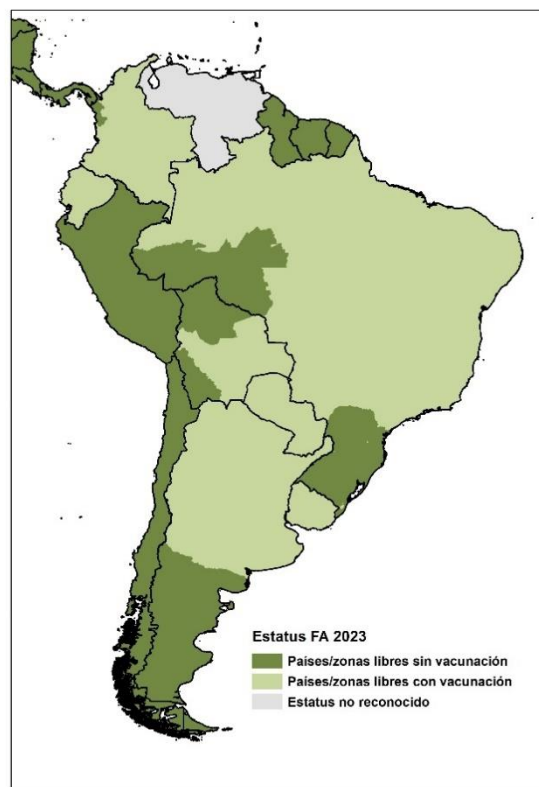 Estatus FA 2023
Países/zonas libres sin vacunación
Países/zonas libres con vacunación
Estatus no reconocido